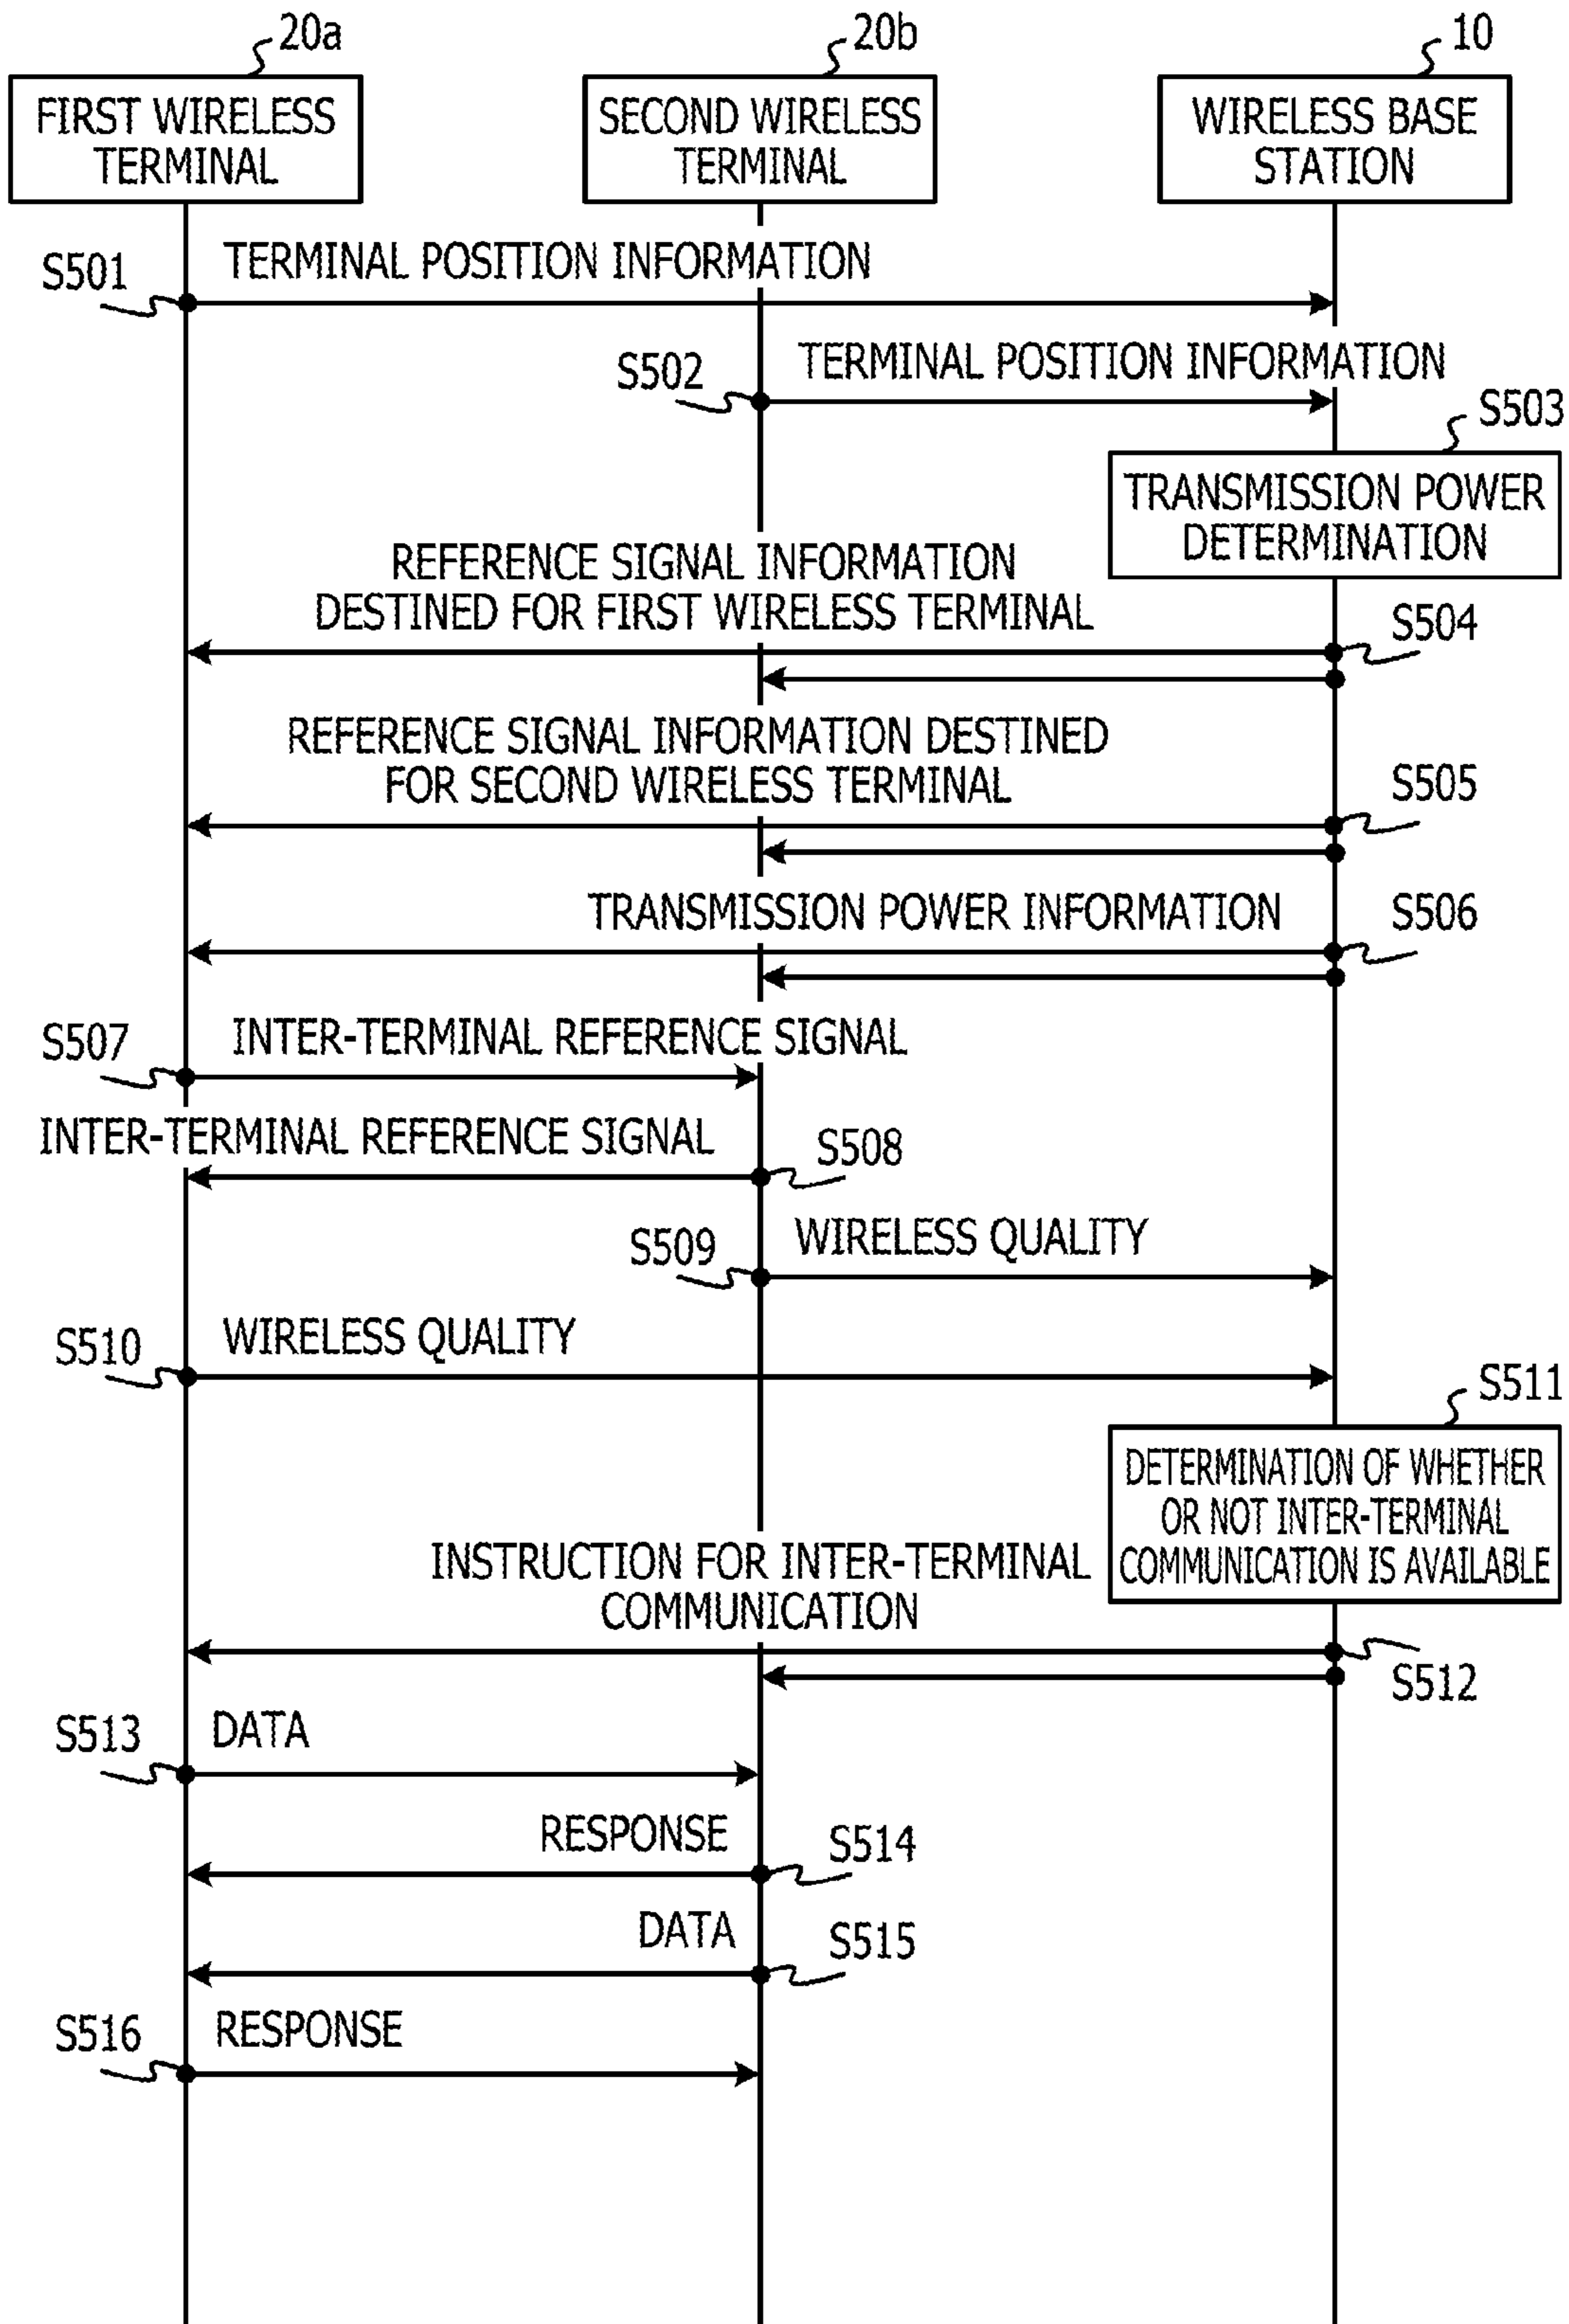 20a
20b
10
FIRST WIRELESS
TERMINAL
SECOND WIRELESS
TERMINAL
WIRELESS BASE
STATION
S501
TERMINAL POSITION INFORMATION
S502
TERMINAL POSITION INFORMATION
S503
TRANSMISSION POWER
DETERMINATION
REFERENCE SIGNAL INFORMATION
DESTINED FOR FIRST WIRELESS TERMINAL
S504
REFERENCE SIGNAL INFORMATION DESTINED
FOR SECOND WIRELESS TERMINAL
S505
TRANSMISSION POWER INFORMATION
S506
S507
INTER-TERMINAL REFERENCE SIGNAL
INTER-TERMINAL REFERENCE SIGNAL
S508
S509
WIRELESS QUALITY
S510
WIRELESS QUALITY
S511
DETERMINATION OF WHETHER
OR NOT INTER-TERMINAL
COMMUNICATION IS AVAILABLE
INSTRUCTION FOR INTER-TERMINAL
COMMUNICATION
S512
S513
DATA
RESPONSE
S514
DATA
S515
S516
RESPONSE